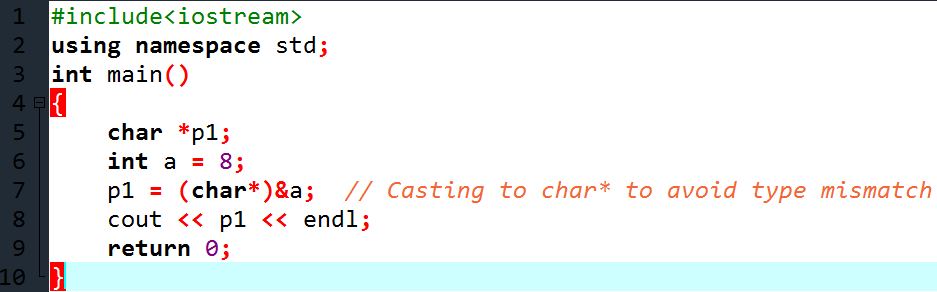 1 #include<iostream>
2 using namespace std;
3 int main()
4 {
5     char *p1;
6     int a = 8;
7     p1 = (char*)&a;  // Casting to char* to avoid type mismatch
8     cout << p1 << endl;
9     return 0;
10 }